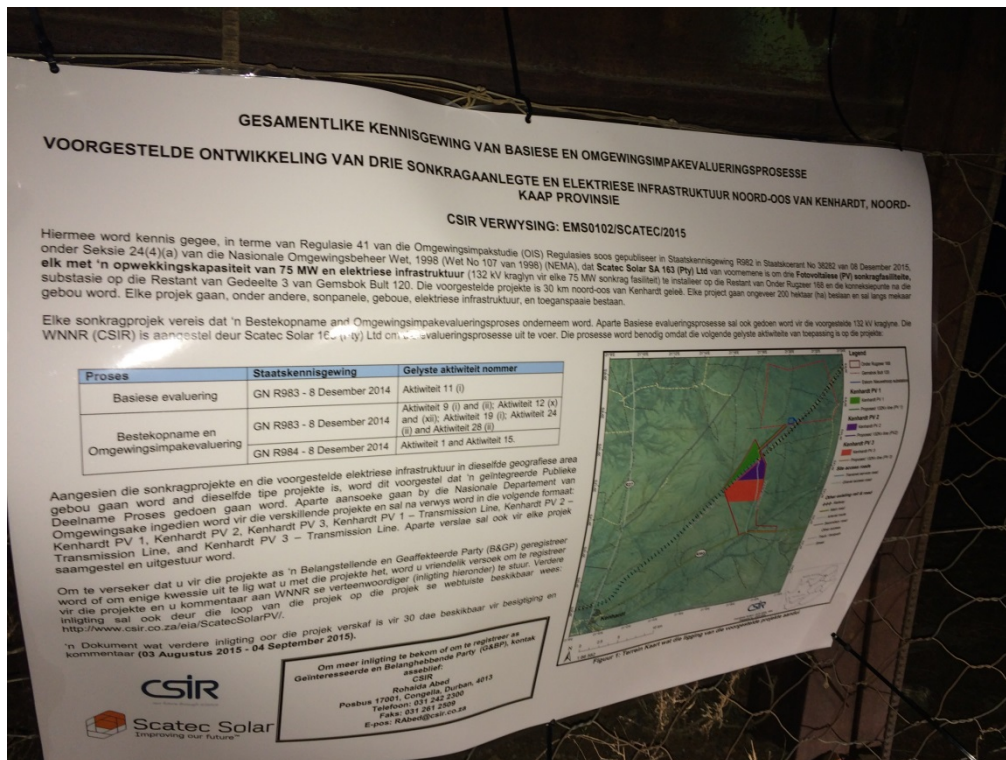 GESAMENTLIKE KENNISGEWING VAN BASIESE EN OMGEWINGSIMPAKEVALUERINGSPROSESSE
VOORGESTELDE ONTWIKKELING VAN DRIE SONKRAGAANLEGTE EN ELEKTRIESE INFRASTRUKTUUR NOORD-OOS VAN KENHARDT, NOORD-
KAAP PROVINSIE
CSIR VERWYSING: EMS0102/SCATEC/2015
Hiermee word kennis gegee, in terme van Regulasie 41 van die Omgewingsimpakstudie (OIS) Regulasies soos gepubliseer in Staatskennisgewing R982 in Staatskoerant No 38282 van 08 Desember 2015,
onder Seksie 24(4)(a) van die Nasionale Omgewingsbeheer Wet, 1998 (Wet No 107 van 1998) (NEMA), dat Scatec Solar SA 163 (Pty) Ltd van voorneme is om drie Fotovoltaïese (PV) sonkragfasiliteite,
elk met 'n opwekkingskapasiteit van 75 MW en elektriese infrastruktuur (132 kV kraglyn vir elke 75 MW sonkrag fasiliteit) te installeer op die Restant van Onder Rugzeer 168 en die konneksiepunte na die
substasie op die Restant van Gedeelte 3 van Gemsbok Bult 120. Die voorgestelde projekte is 30 km noord-oos van Kenhardt geleë. Elke project gaan ongeveer 200 hektaar (ha) beslaan en sal langs mekaar
gebou word. Elke projek gaan, onder andere, sonpanele, geboue, elektriese infrastruktuur, en toegangspaaie bestaan.
Elke sonkragprojek vereis dat 'n Bestekopname and Omgewingsimpakevalueringsproses onderneem word. Aparte Basiese evalueringsprosesse sal ook gedoen word vir die voorgestelde 132 kV kraglyne. Die
WNNR (CSIR) is aangestel deur Scatec Solar 163 (Pty) Ltd om die evalueringsprosesse uit te voer. Die prosesse word benodig omdat die volgende gelyste aktiwiteite van toepassing is op die projekte:
Proses Staatskennisgewing Gelyste aktiwiteit nommer
Basiese evaluering GN R983 - 8 Desember 2014 Aktiwiteit 11 (i)
Bestekopname en Omgewingsimpakevaluering GN R983 - 8 Desember 2014 Aktiwiteit 9 (i) and (ii); Aktiwiteit 12 (x)
and (xii); Aktiwiteit 19 (i); Aktiwiteit 24
(ii) and Aktiwiteit 28 (ii)
GN R984 - 8 Desember 2014 Aktiwiteit 1 and Aktiwiteit 15.
Aangesien die sonkragprojekte en die voorgestelde elektriese infrastruktuur in dieselfde geografiese area
gebou gaan word and dieselfde tipe projekte is, word dit voorgestel dat 'n geïntegreerde Publieke
Deelname Proses gedoen gaan word. Aparte aansoeke gaan by die Nasionale Departement van
Omgewingsake ingedien word vir die verskillende projekte en sal na verwys word in die volgende formaat:
Kenhardt PV 1, Kenhardt PV 2, Kenhardt PV 3, Kenhardt PV 1 – Transmission Line, Kenhardt PV 2 –
Transmission Line, and Kenhardt PV 3 – Transmission Line. Aparte verslae sal ook vir elke projek
saamgestel en uitgestuur word.
Om te verseker dat u vir die projekte as 'n Belangstellende en Geaffekteerde Party (B&GP) geregistreer
word of om enige kwessie uit te lig wat u met die projekte het, word u vriendelik versoek om te registreer
vir die projekte en u kommentaar aan WNNR se verteenwoordiger (inligting hieronder) te stuur. Verdere
inligting sal ook deur die loop van die projek op die projek se webtuiste beskikbaar wees:
http://www.csir.co.za/eia/ScatecSolarPV/.
'n Dokument wat verdere inligting oor die projek verskaf is vir 30 dae beskikbaar vir besigtiging en
kommentaar (03 Augustus 2015 - 04 September 2015).
CSIR
Scatec Solar
Improving our future™
Om meer inligting te bekom of om te registreer as
Geïnteresseerde en Belanghebbende Party (G&BP), kontak
asseblief:
CSIR
Rohaida Abed
Posbus 17001, Congella, Durban, 4013
Telefoon: 031 242 2300
Faks: 031 261 2509
E-pos: RAbed@csir.co.za
Legend
Kenhardt PV 1
Kenhardt PV 2
Kenhardt PV 3
CSIR
Figuur 1: Terrein Kaart wat die ligging van die voorgestelde projekte aandui